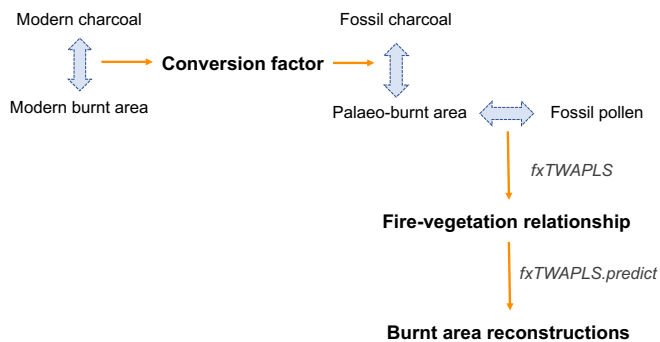 Modern charcoal
Fossil charcoal
Conversion factor
Modern burnt area
Palaeo-burnt area
Fossil pollen
fxTWAPLS
Fire-vegetation relationship
fxTWAPLS.predict
Burnt area reconstructions